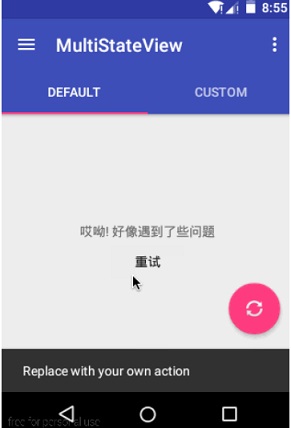 8:55
MultiStateView
DEFAULT
CUSTOM
哎呦! 好像遇到了些问题
重试
Replace with your own action
free for personal use